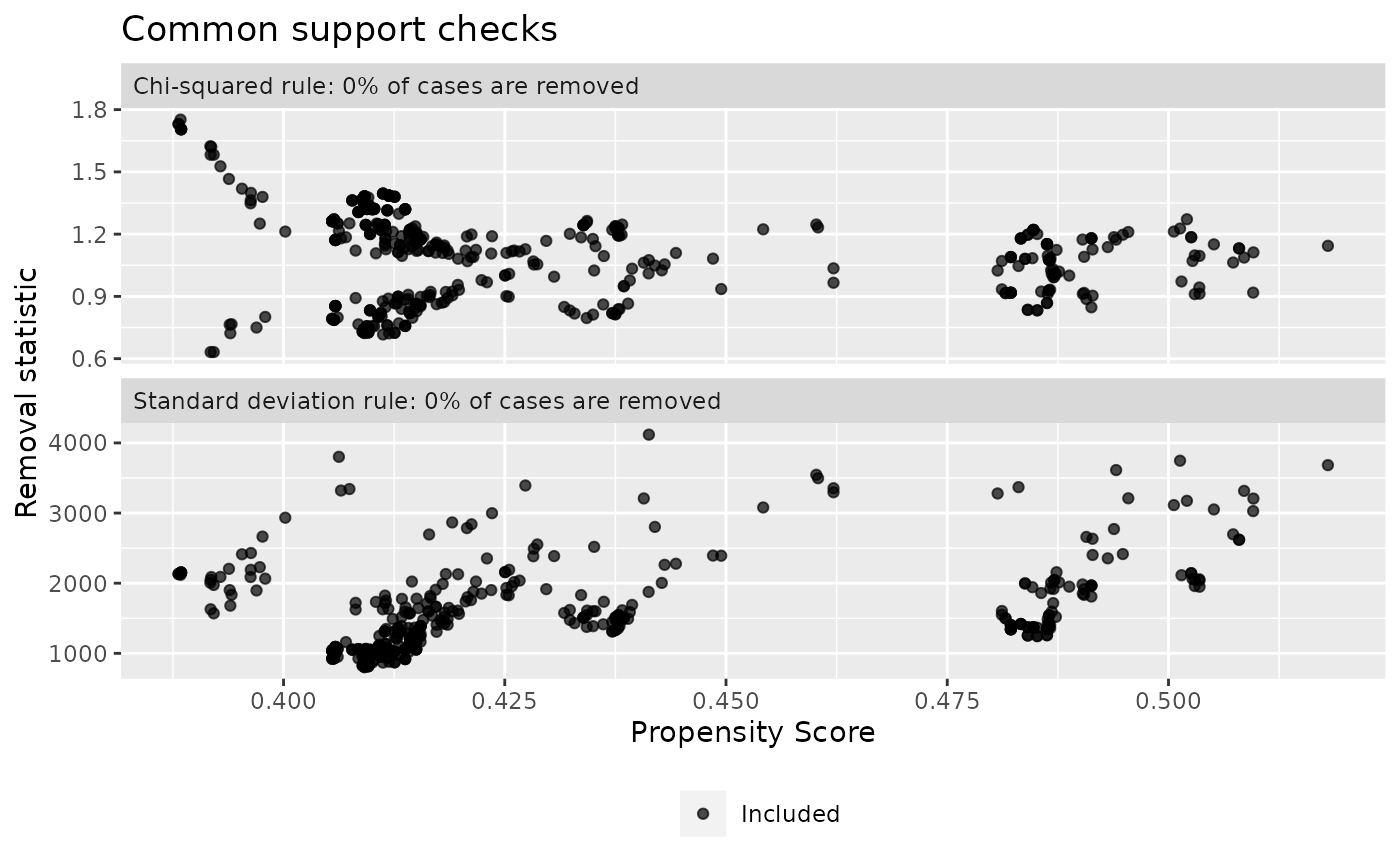 Common support checks
Chi-squared rule: 0% of cases are removed
1.8
1.5
1.2
0.9
0.6
Removal statistic
Standard deviation rule: 0% of cases are removed
4000
3000
2000
1000
0.400 0.425 0.450 0.475 0.500
Propensity Score
Included